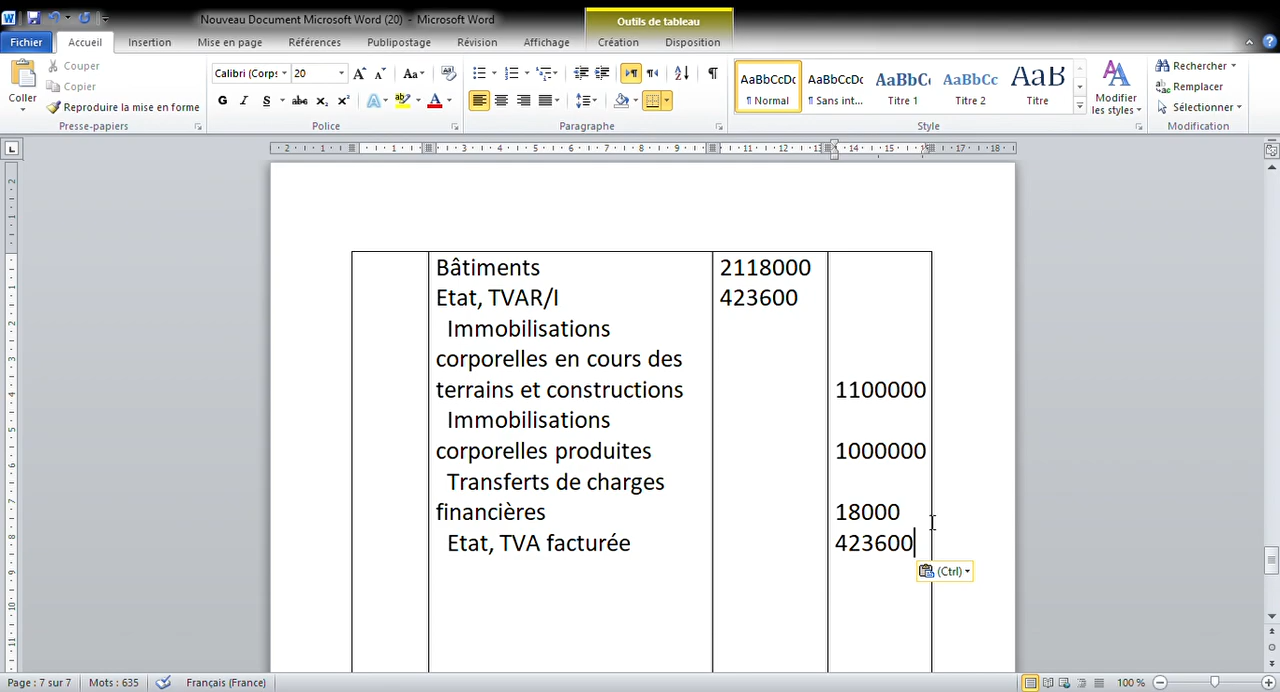 Nouveau Document Microsoft Word (20) - Microsoft Word
Outils de tableau
Fichier Accueil Insertion Mise en page Références Publipostage Révision Affichage Création Disposition
Coller
Couper
Copier
Reproduire la mise en forme
Presse-papiers
Calibri (Corps 20
G I S abc x₂ x²
Aa
A
Police
Paragraphe
AaBbCcDc AaBbCcDc AaBbC AaBbCc AaB
¶ Normal ¶ Sans int... Titre 1 Titre 2 Titre
Style
Modifier
les styles
Rechercher
Remplacer
Sélectionner
Modification
Bâtiments 2118000
Etat, TVAR/I 423600
Immobilisations
corporelles en cours des
terrains et constructions 1100000
Immobilisations
corporelles produites 1000000
Transferts de charges
financières 18000
Etat, TVA facturée 423600
(Ctrl)
Page : 7 sur 7 Mots : 635 Français (France) 100 %